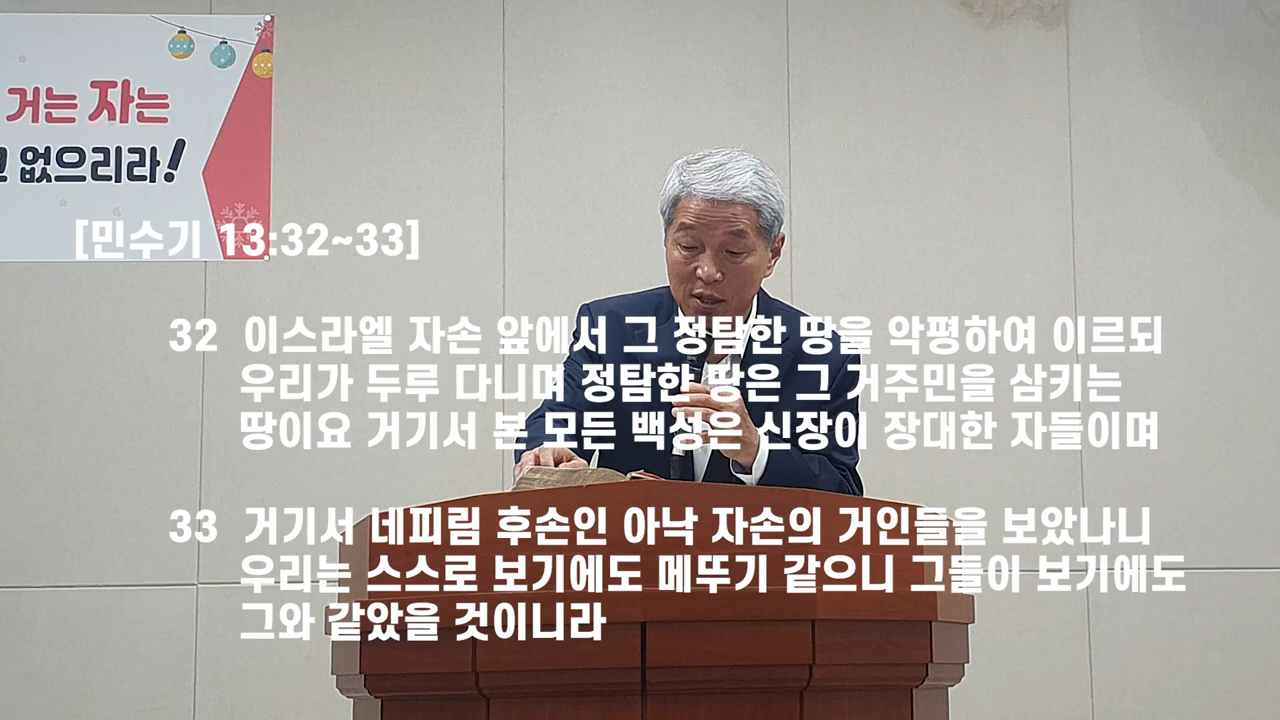 거는 자는
없으리라!
[민수기 13:32~33]
32 이스라엘 자손 앞에서 그 정탐한 땅을 악평하여 이르되
우리가 두루 다니며 정탐한 땅은 그 거주민을 삼키는
땅이요 거기서 본 모든 백성은 신장이 장대한 자들이며
33 거기서 네피림 후손인 아낙 자손의 거인들을 보았나니
우리는 스스로 보기에도 메뚜기 같으니 그들이 보기에도
그와 같았을 것이니라